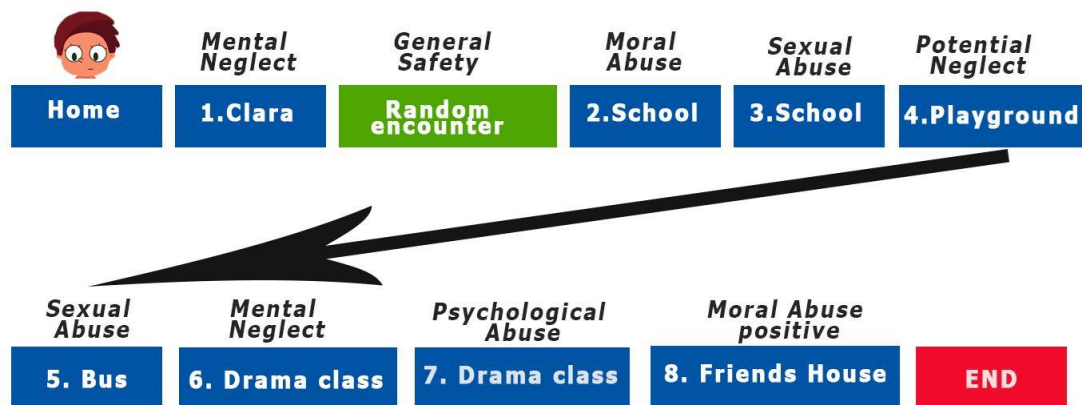 Mental
Neglect
General
Safety
Moral
Abuse
Sexual
Abuse
Potential
Neglect
Home
1.Clara
Random
encounter
2.School
3.School
4.Playground
Sexual
Abuse
Mental
Neglect
Psychological
Abuse
Moral Abuse
positive
5. Bus
6. Drama class
7. Drama class
8. Friends House
END